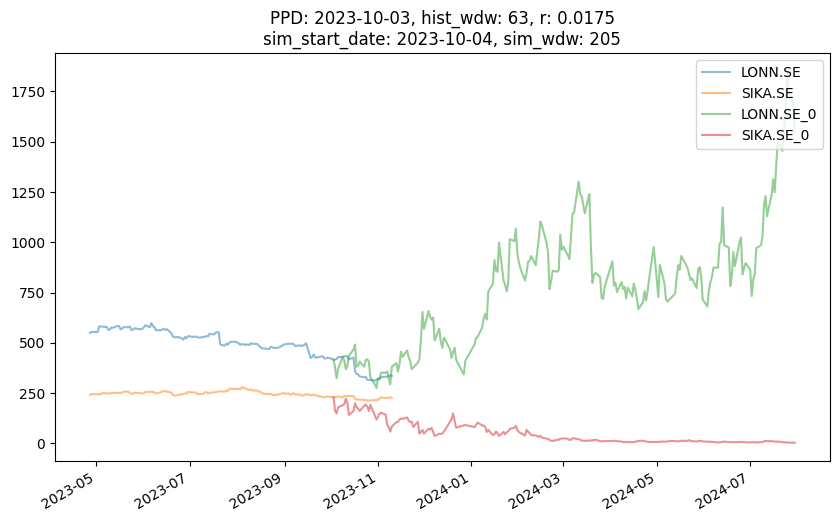 PPD: 2023-10-03, hist_wdw: 63, r: 0.0175
sim_start_date: 2023-10-04, sim_wdw: 205
LONN.SE
SIKA.SE
LONN.SE_0
SIKA.SE_0
1750
1500
1250
1000
750
500
250
0
2023-05
2023-07
2023-09
2023-11
2024-01
2024-03
2024-05
2024-07